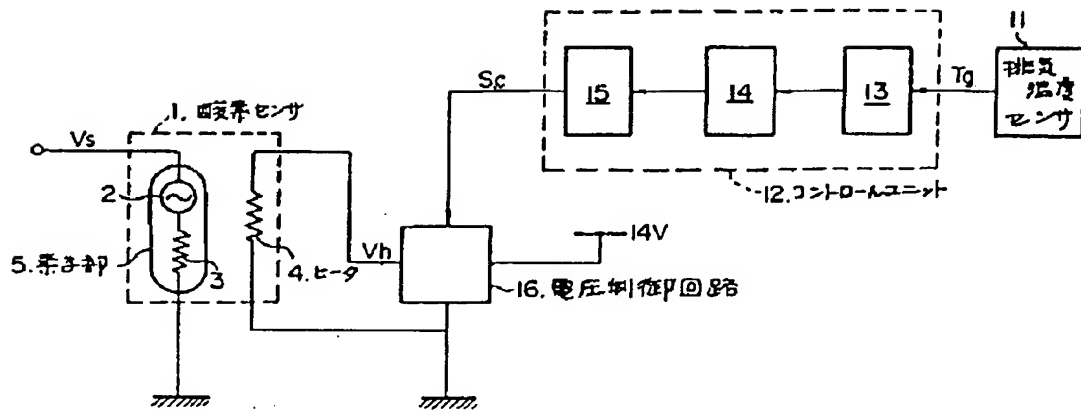 11
排気
温度
センサ
Tg
13
14
15
Sc
12.コントロールユニット
1.酸素センサ
Vs
2
3
5.素子部
4.ヒータ
Vh
14V
16.電圧制御回路